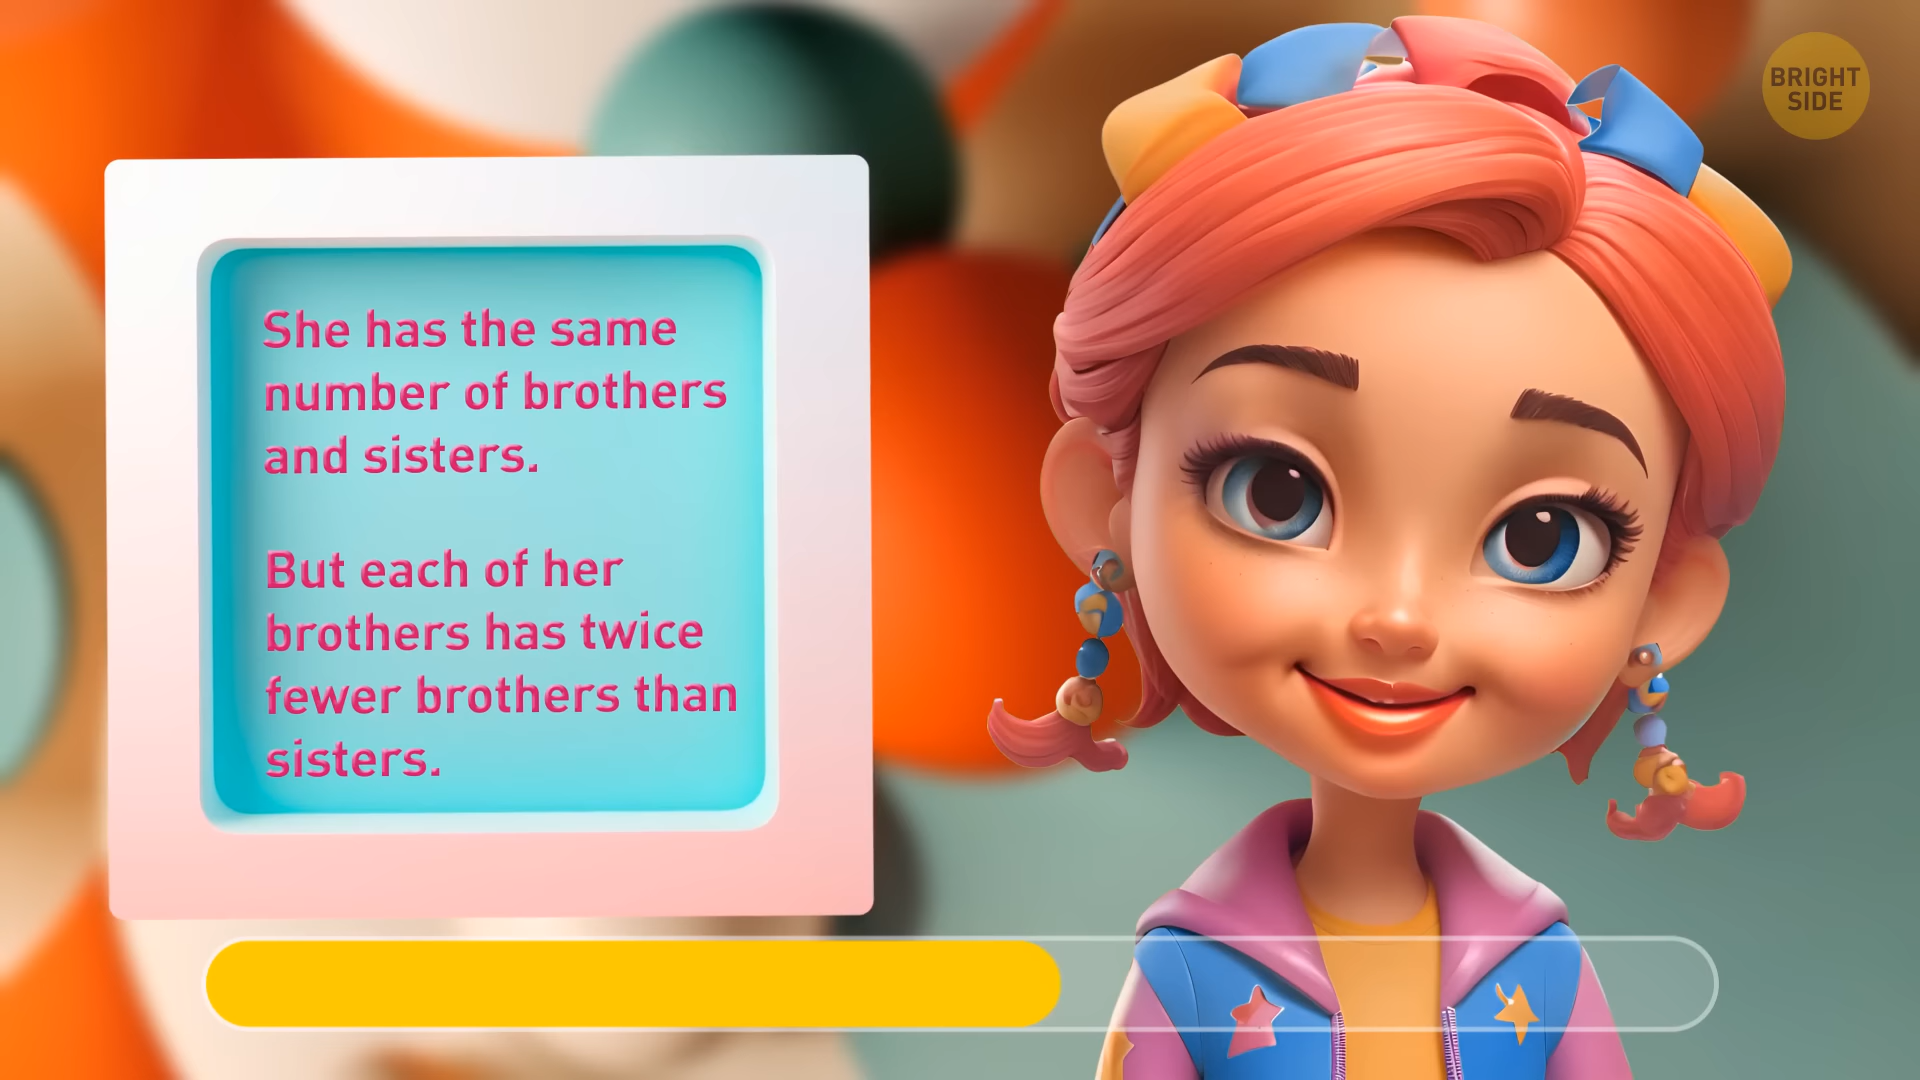 BRIGHT
SIDE
She has the same
number of brothers
and sisters.
But each of her
brothers has twice
fewer brothers than
sisters.